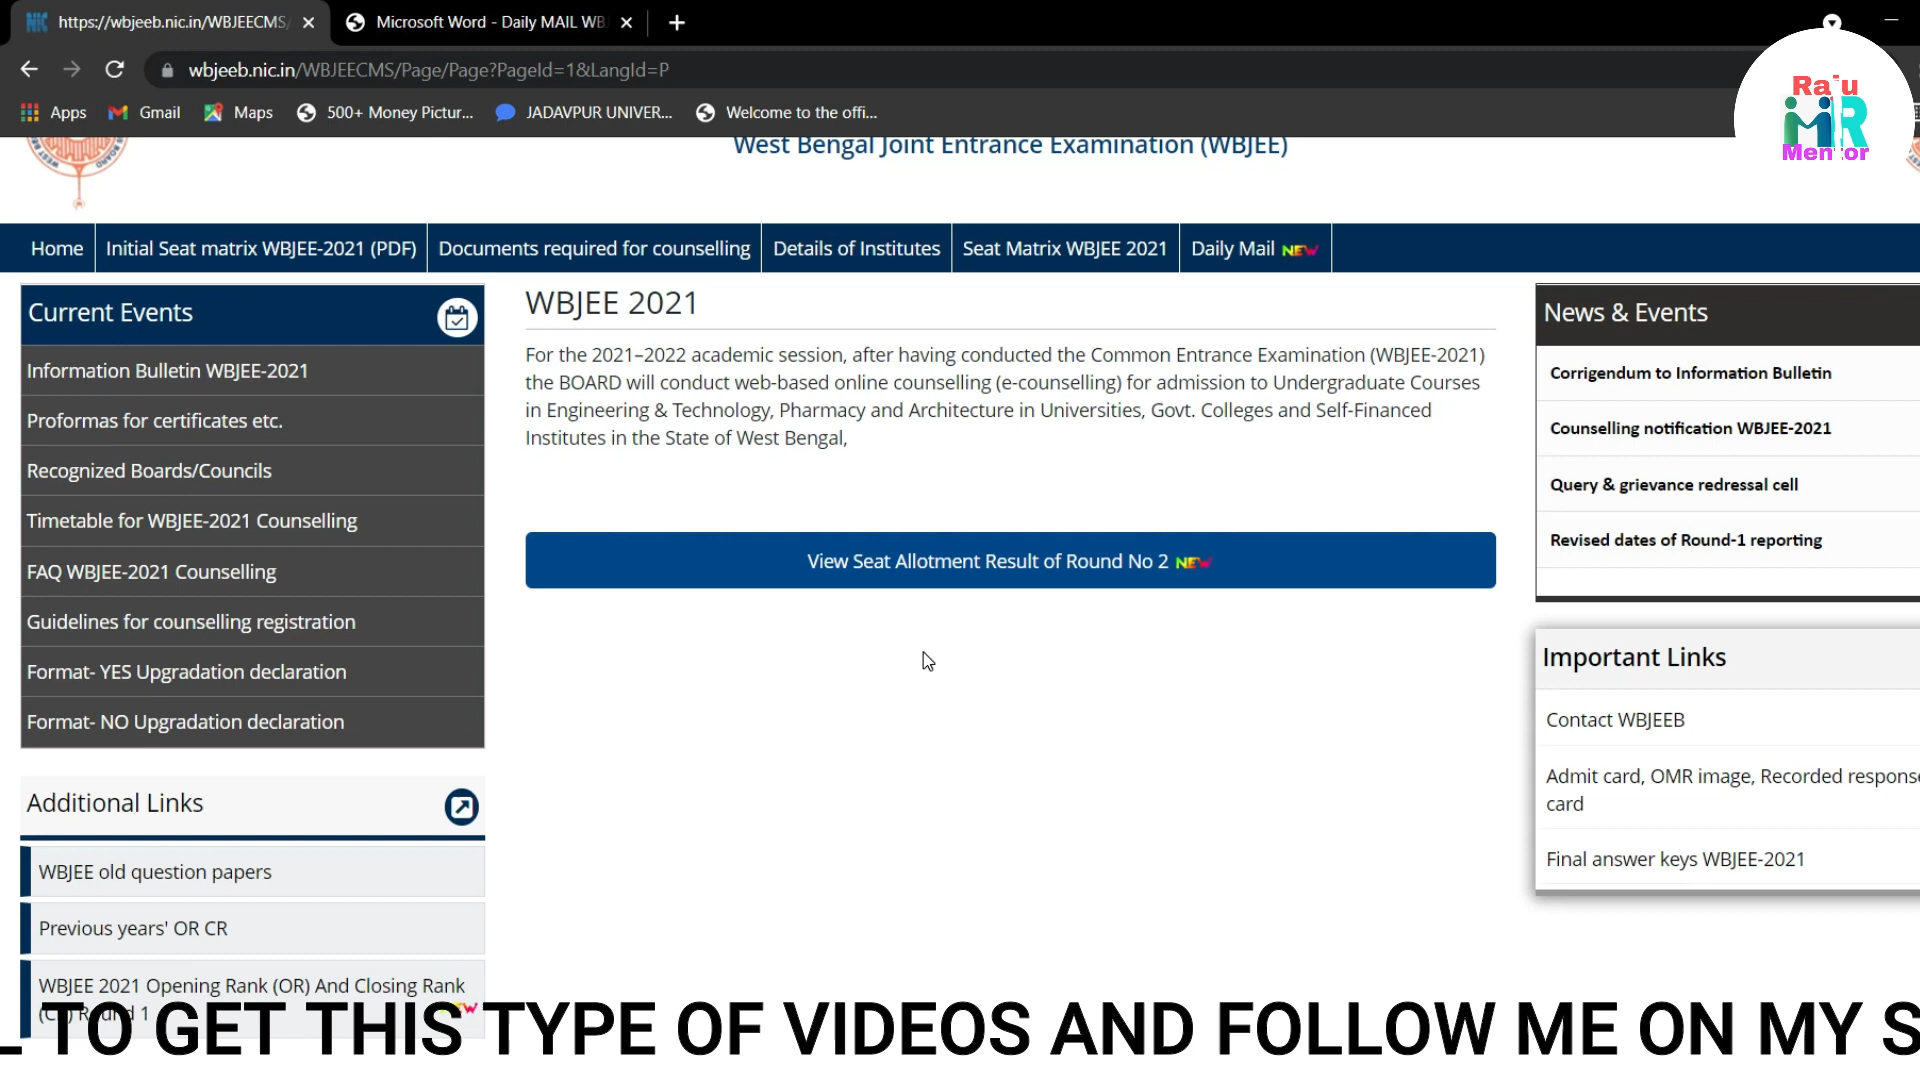 https://wbjeeb.nic.in/WBJEECMS/
Microsoft Word - Daily MAIL WB
wbjeeb.nic.in/WBJEECMS/Page/Page?PageId=1&LangId=P
Apps
Gmail
Maps
500+ Money Pictur...
JADAVPUR UNIVER...
Welcome to the offi...
Raju
MR
Mentor
West Bengal Joint Entrance Examination (WBJEE)
Home
Initial Seat matrix WBJEE-2021 (PDF)
Documents required for counselling
Details of Institutes
Seat Matrix WBJEE 2021
Daily Mail NEW
Current Events
Information Bulletin WBJEE-2021
Proformas for certificates etc.
Recognized Boards/Councils
Timetable for WBJEE-2021 Counselling
FAQ WBJEE-2021 Counselling
Guidelines for counselling registration
Format- YES Upgradation declaration
Format- NO Upgradation declaration
Additional Links
WBJEE old question papers
Previous years' OR CR
WBJEE 2021 Opening Rank (OR) And Closing Rank
WBJEE 2021
For the 2021–2022 academic session, after having conducted the Common Entrance Examination (WBJEE-2021)
the BOARD will conduct web-based online counselling (e-counselling) for admission to Undergraduate Courses
in Engineering & Technology, Pharmacy and Architecture in Universities, Govt. Colleges and Self-Financed
Institutes in the State of West Bengal,
View Seat Allotment Result of Round No 2 NEW
News & Events
Corrigendum to Information Bulletin
Counselling notification WBJEE-2021
Query & grievance redressal cell
Revised dates of Round-1 reporting
Important Links
Contact WBJEEB
Admit card, OMR image, Recorded response
card
Final answer keys WBJEE-2021
TO GET THIS TYPE OF VIDEOS AND FOLLOW ME ON MY S